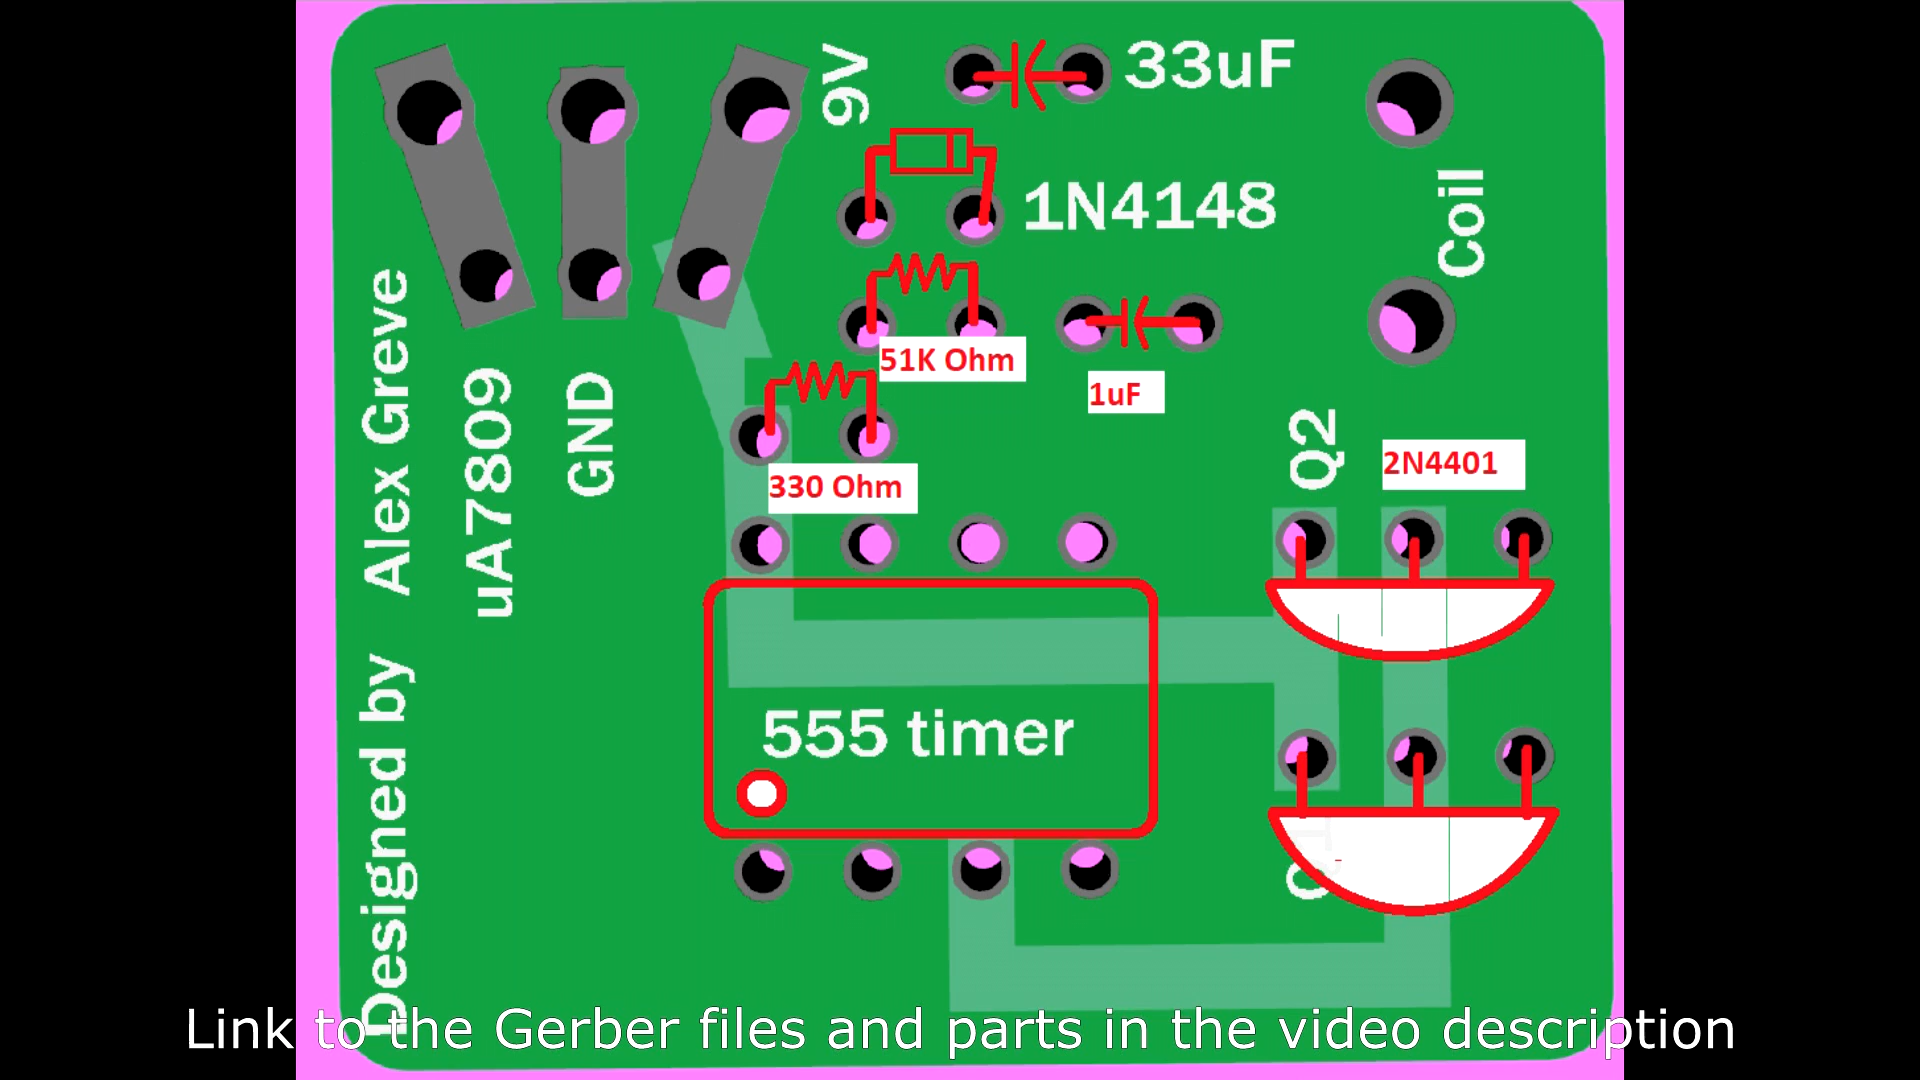 9V
33uF
1N4148
Coil
51K Ohm
1uF
330 Ohm
uA7809
GND
Q2
2N4401
555 timer
Designed by Alex Greve
Link to the Gerber files and parts in the video description